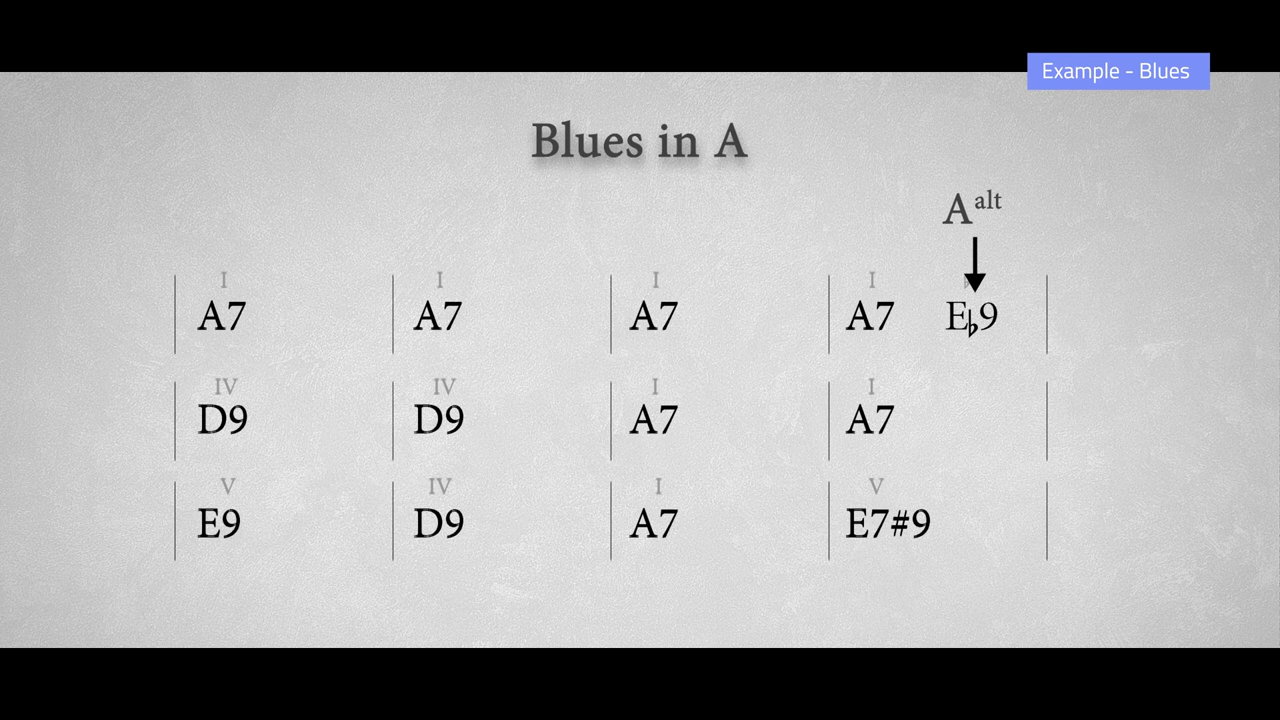 Example - Blues
Blues in A
Aalt
I I I I
A7 A7 A7 A7 E♭9
IV IV I I
D9 D9 A7 A7
V IV I V
E9 D9 A7 E7#9